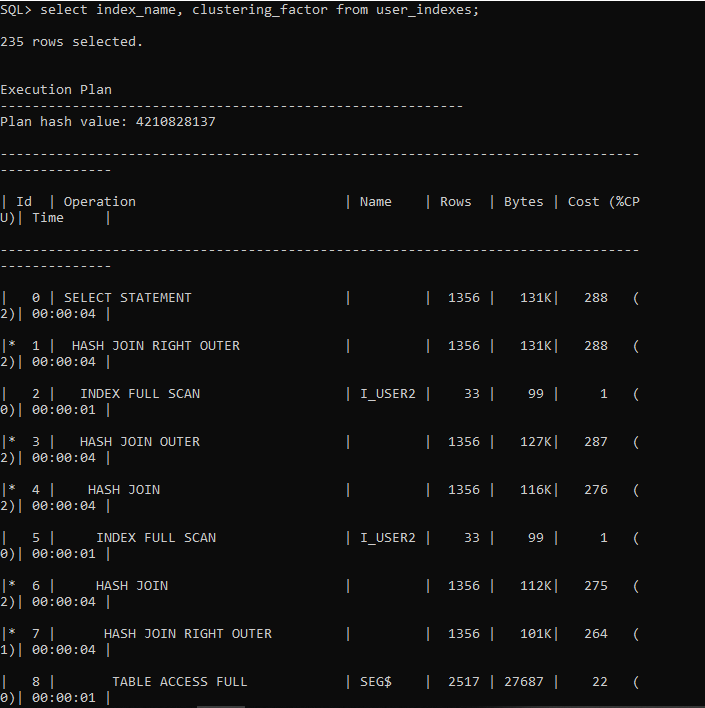 SQL> select index_name, clustering_factor from user_indexes;
235 rows selected.
Execution Plan
----------------------------------------------------------
Plan hash value: 4210828137
--------------------------------------------------------------------------------
--------------
| Id  | Operation                          | Name    | Rows  | Bytes | Cost (%CP
U)| Time     |
--------------------------------------------------------------------------------
--------------
|   0 | SELECT STATEMENT                   |         |  1356 |   131K|   288   (
2)| 00:00:04 |
|*  1 |  HASH JOIN RIGHT OUTER             |         |  1356 |   131K|   288   (
2)| 00:00:04 |
|   2 |   INDEX FULL SCAN                  | I_USER2 |    33 |    99 |     1   (
0)| 00:00:01 |
|*  3 |   HASH JOIN OUTER                  |         |  1356 |   127K|   287   (
2)| 00:00:04 |
|*  4 |    HASH JOIN                       |         |  1356 |   116K|   276   (
2)| 00:00:04 |
|   5 |     INDEX FULL SCAN                | I_USER2 |    33 |    99 |     1   (
0)| 00:00:01 |
|*  6 |     HASH JOIN                      |         |  1356 |   112K|   275   (
2)| 00:00:04 |
|*  7 |      HASH JOIN RIGHT OUTER         |         |  1356 |   101K|   264   (
1)| 00:00:04 |
|   8 |       TABLE ACCESS FULL            | SEG$    |  2517 | 27687 |    22   (
0)| 00:00:01 |